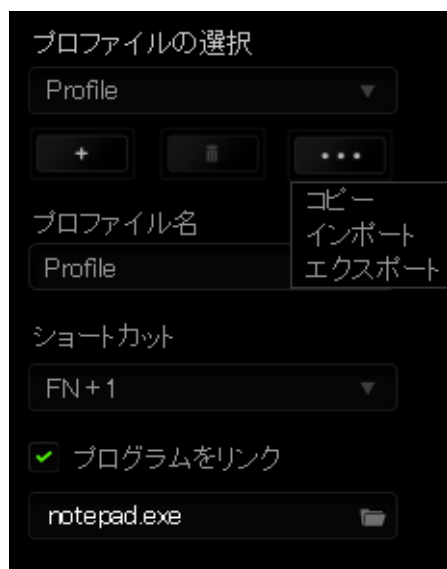 プロファイルの選択
Profile
+
•••
コピー
プロファイル名
インポート
Profile
エクスポート
ショートカット
FN+1
プログラムをリンク
notepad.exe